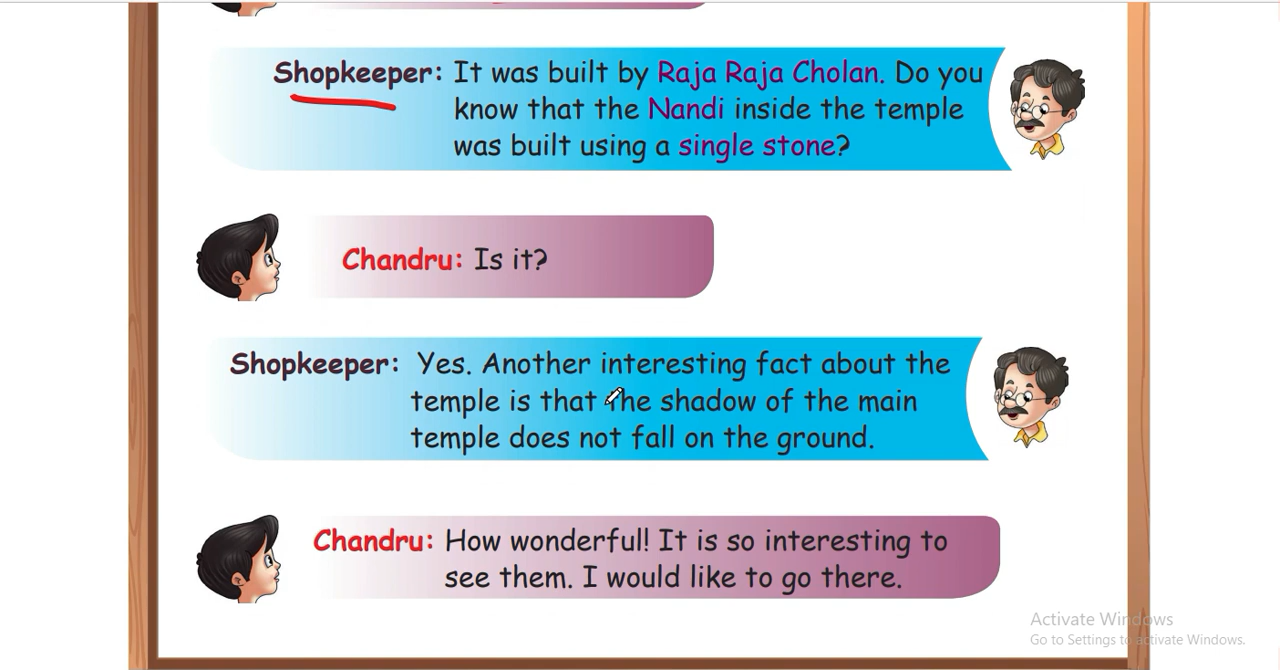 Shopkeeper: It was built by Raja Raja Cholan. Do you
know that the Nandi inside the temple
was built using a single stone?
Chandru: Is it?
Shopkeeper: Yes. Another interesting fact about the
temple is that the shadow of the main
temple does not fall on the ground.
Chandru: How wonderful! It is so interesting to
see them. I would like to go there.
Activate Windows
Go to Settings to activate Windows.